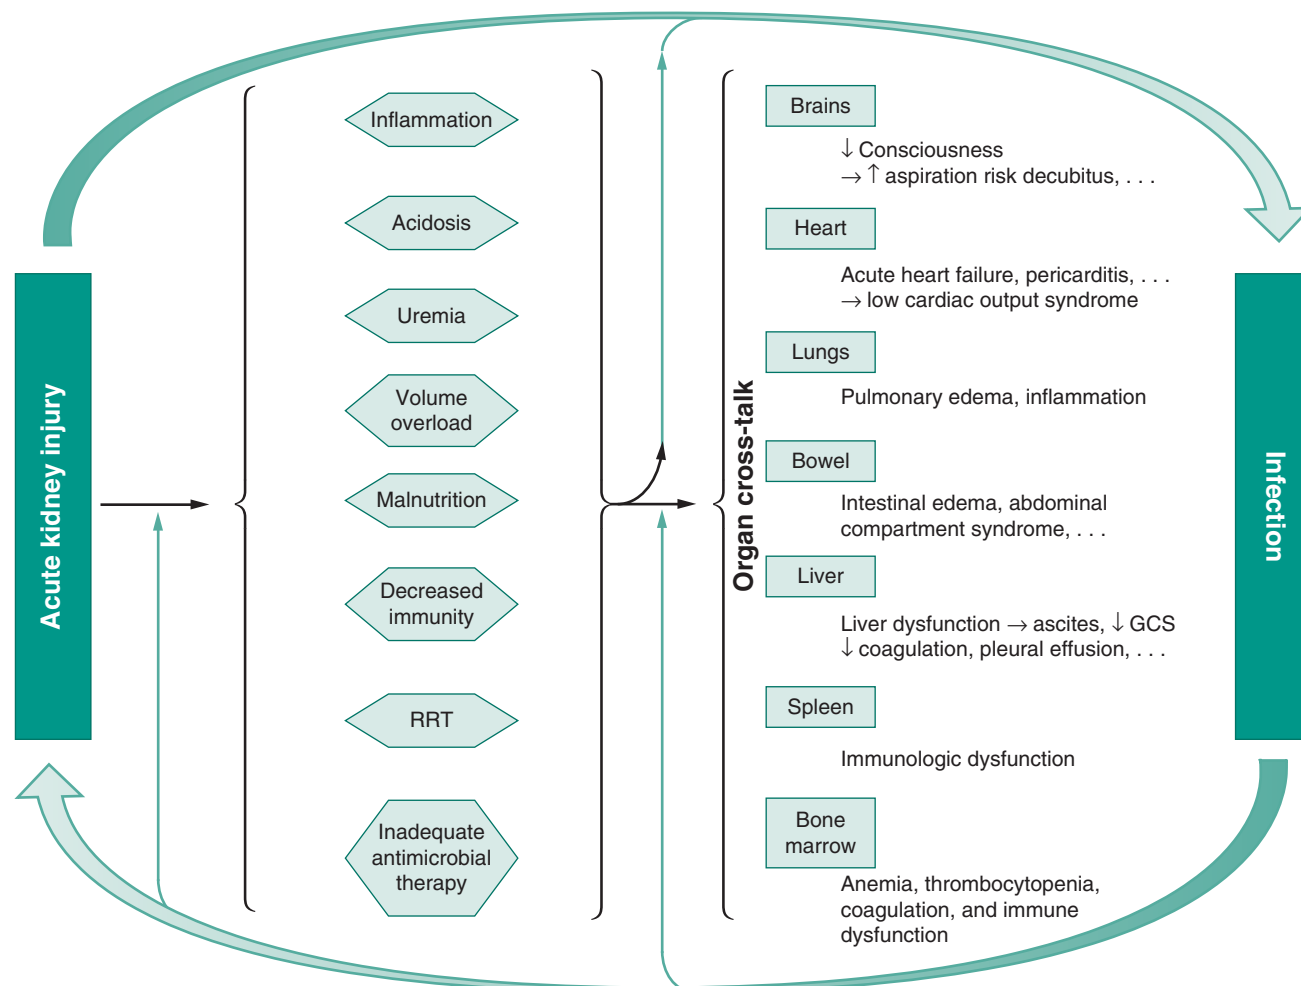 Acute kidney injury
Inflammation
Acidosis
Uremia
Volume
overload
Malnutrition
Decreased
immunity
RRT
Inadequate
antimicrobial
therapy
Organ cross-talk
Brains
↓ Consciousness
→ ↑ aspiration risk decubitus, . . .
Heart
Acute heart failure, pericarditis, . . .
→ low cardiac output syndrome
Lungs
Pulmonary edema, inflammation
Bowel
Intestinal edema, abdominal
compartment syndrome, . . .
Liver
Liver dysfunction → ascites, ↓ GCS
↓ coagulation, pleural effusion, . . .
Spleen
Immunologic dysfunction
Bone
marrow
Anemia, thrombocytopenia,
coagulation, and immune
dysfunction
Infection